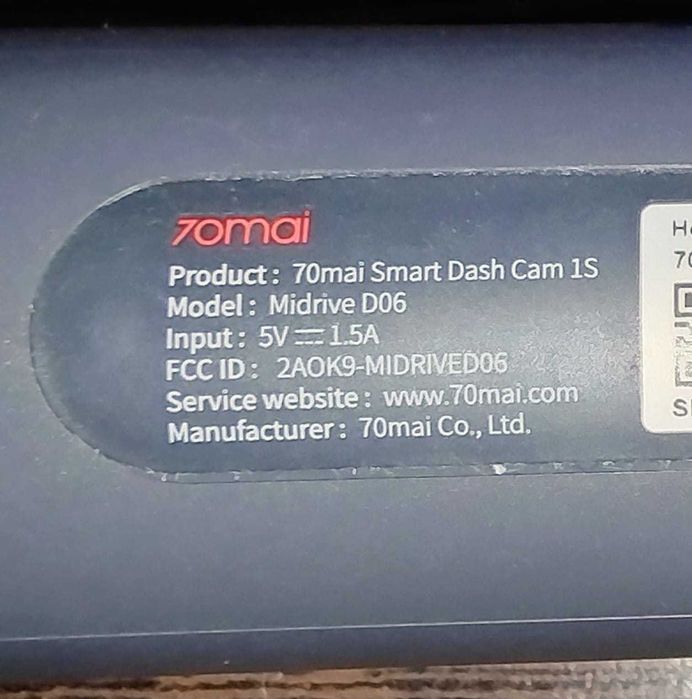 70mai
Product : 70mai Smart Dash Cam 1S
Model : Midrive D06
Input : 5V ⎓ 1.5A
FCC ID : 2AOK9-MIDRIVED06
Service website : www.70mai.com
Manufacturer : 70mai Co., Ltd.